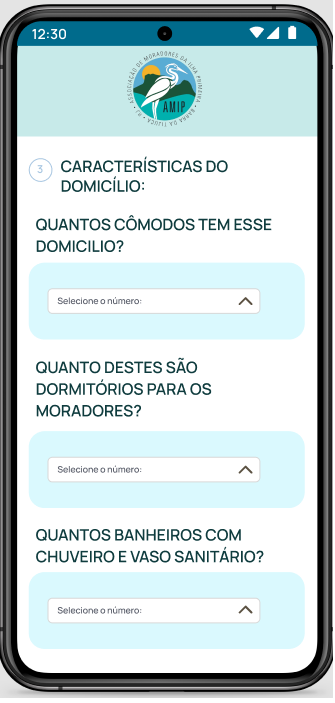 12:30
ASSOCIAÇÃO DE MORADORES DA ILHA PRIMEIRA - BARRA DA TIJUCA - RJ
AMIP
3
CARACTERÍSTICAS DO
DOMICÍLIO:
QUANTOS CÔMODOS TEM ESSE
DOMICILIO?
Selecione o número:
QUANTO DESTES SÃO
DORMITÓRIOS PARA OS
MORADORES?
Selecione o número:
QUANTOS BANHEIROS COM
CHUVEIRO E VASO SANITÁRIO?
Selecione o número: